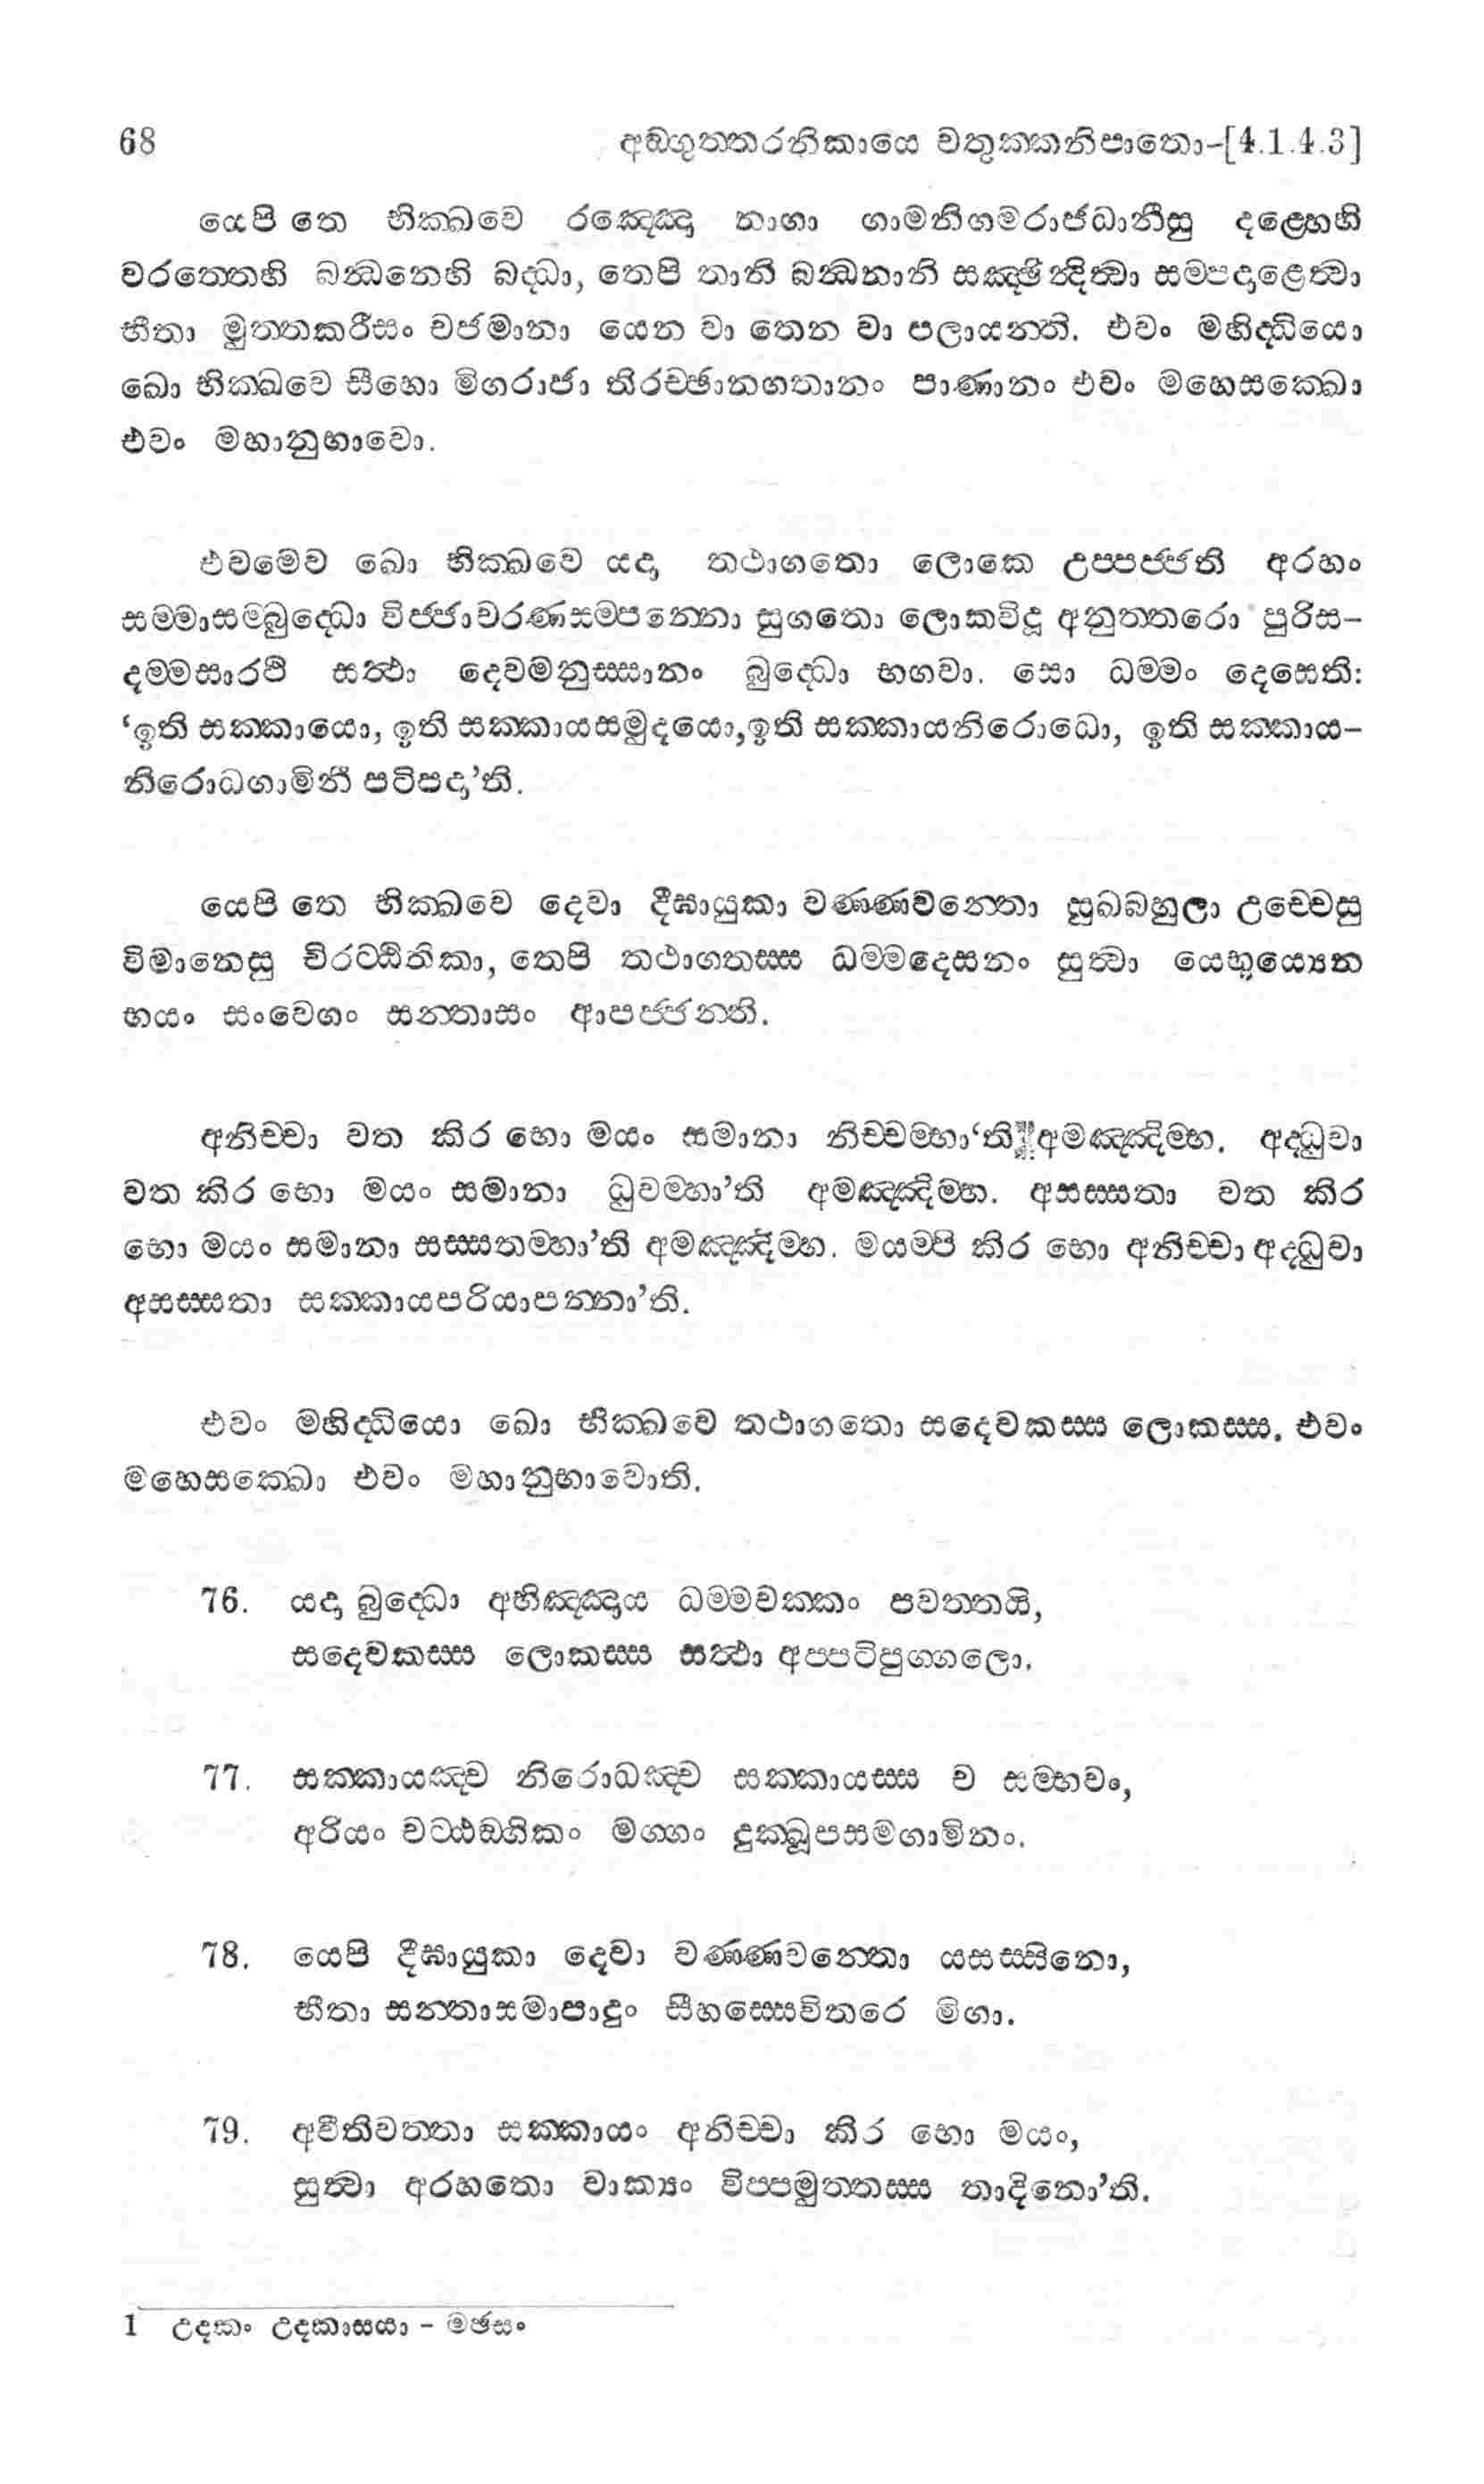 68 අඞ්ගුත්තරනිකායෙ චතුක්කනිපාතො-[4.1.4.3]
යෙපි තෙ භික්ඛවෙ රඤ්ඤො නාගා ගාමනිගමරාජධානීසු දළ්හෙහි
වරත්තෙහි බන්ධනෙහි බද්ධා, තෙපි තානි බන්ධනානි සඤ්ඡින්දිත්වා සම්පදාළෙත්වා
භීතා මුත්තකරීසං චජමානා යෙන වා තෙන වා පලායන්ති. එවං මහිද්ධියො
ඛො භික්ඛවෙ සීහො මිගරාජා තිරච්ඡානගතානං පාණානං එවං මහෙසක්ඛො
එවං මහානුභාවො.
එවමෙව ඛො භික්ඛවෙ යදා තථාගතො ලොකෙ උප්පජ්ජති අරහං
සම්මාසම්බුද්ධො විජ්ජාචරණසම්පන්නො සුගතො ලොකවිදූ අනුත්තරො පුරිස-
දම්මසාරථි සත්ථා දෙවමනුස්සානං බුද්ධො භගවා. සො ධම්මං දෙසෙති:
‘ඉති සක්කායො, ඉති සක්කායසමුදයො, ඉති සක්කායනිරොධො, ඉති සක්කාය-
නිරොධගාමිනී පටිපදා’ති.
යෙපි තෙ භික්ඛවෙ දෙවා දීඝායුකා වණ්ණවන්තො සුඛබහුලා උච්චෙසු
විමානෙසු චිරට්ඨිතිකා, තෙපි තථාගතස්ස ධම්මදෙසනං සුත්වා යෙභුය්‍යෙන
භයං සංවෙගං සන්තාසං ආපජ්ජන්ති.
අනිච්චා වත කිර භො මයං සමානා නිච්චම්හා‘ති අමඤ්ඤිම්හ. අද්ධුවා
වත කිර භො මයං සමානා ධුවම්හා’ති අමඤ්ඤිම්හ. අසස්සතා වත කිර
භො මයං සමානා සස්සතම්හා’ති අමඤ්ඤිම්හ. මයම්පි කිර භො අනිච්චා අද්ධුවා
අසස්සතා සක්කායපරියාපන්නා’ති.
එවං මහිද්ධියො ඛො භික්ඛවෙ තථාගතො සදෙවකස්ස ලොකස්ස. එවං
මහෙසක්ඛො එවං මහානුභාවොති.
76. යදා බුද්ධො අභිඤ්ඤාය ධම්මචක්කං පවත්තයි,
සදෙවකස්ස ලොකස්ස සත්ථා අප්පටිපුග්ගලො.
77. සක්කායඤ්ච නිරොධඤ්ච සක්කායස්ස ච සම්භවං,
අරියං චට්ඨඞ්ගිකං මග්ගං දුක්ඛූපසමගාමිනං.
78. යෙපි දීඝායුකා දෙවා වණ්ණවන්තො යසස්සිනො,
භීතා සන්තාසමාපාදුං සීහස්සෙවිතරෙ මිගා.
79. අවීතිවත්තා සක්කායං අනිච්චා කිර භො මයං,
සුත්වා අරහතො වාක්‍යං විප්පමුත්තස්ස තාදිනො’ති.
1 උදකං උදකාසයා - මඡසං